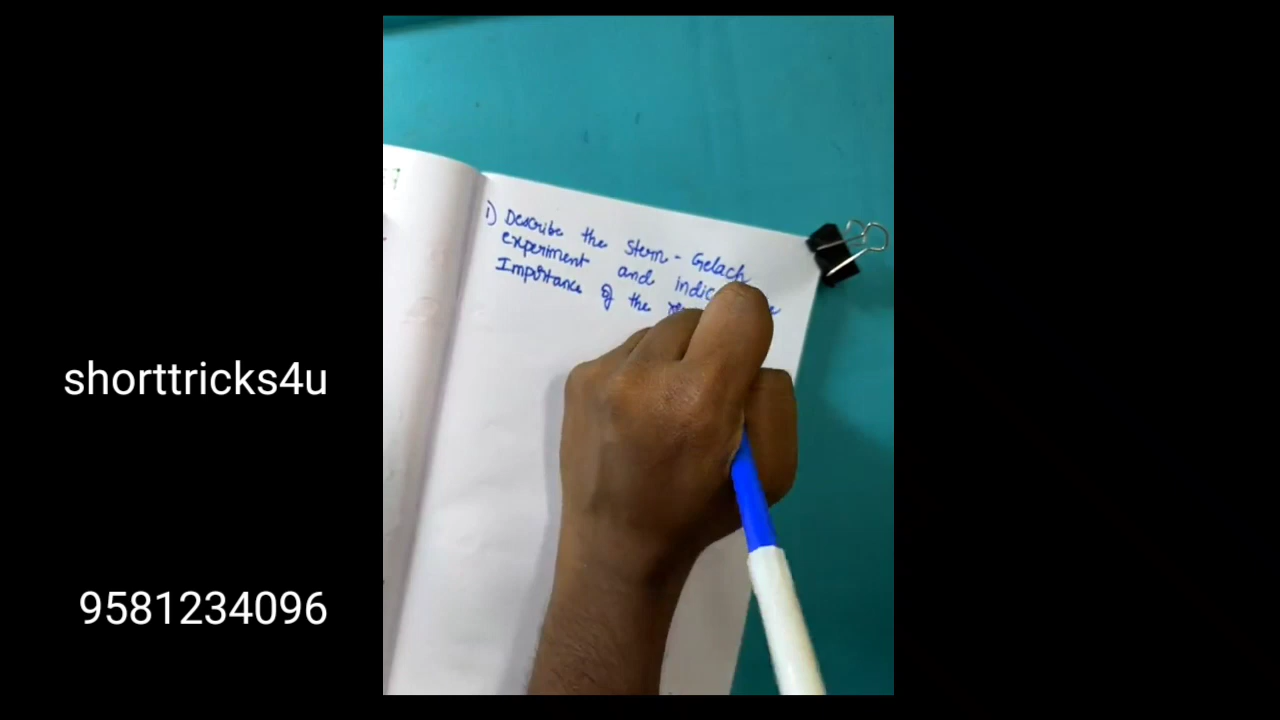 1) Describe the Stern - Gelach
experiment and indic
Importance of the
shorttricks4u
9581234096